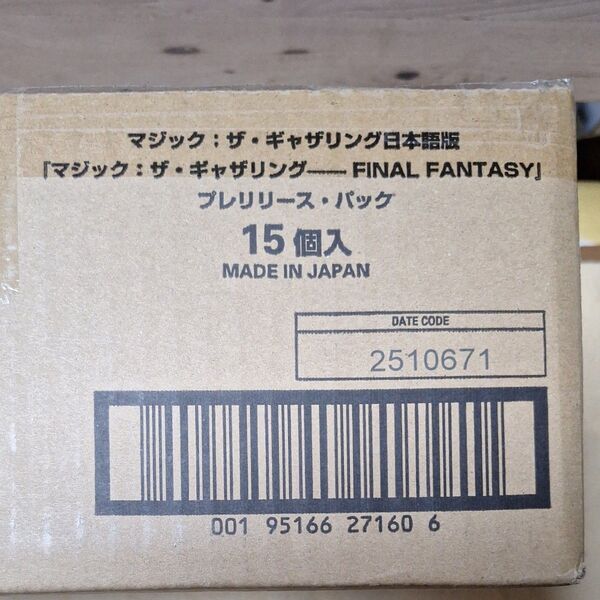 マジック：ザ・ギャザリング日本語版
「マジック：ザ・ギャザリング—— FINAL FANTASY」
プレリリース・パック
15個入
MADE IN JAPAN
DATE CODE
2510671
001 95166 27160 6